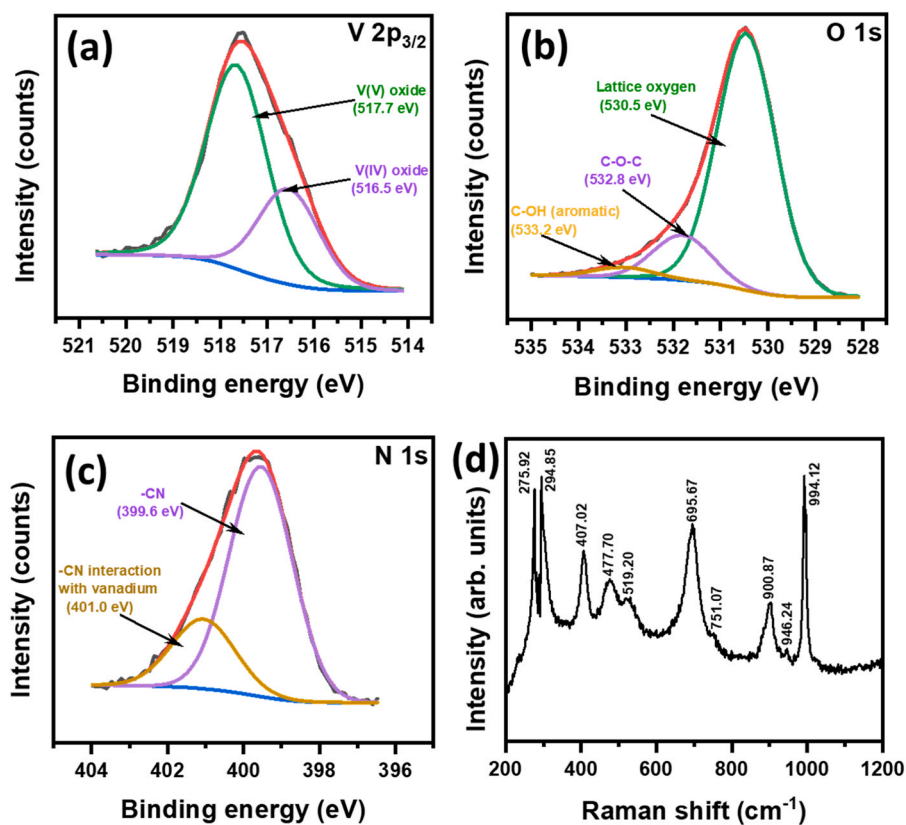 (a)
V 2p3/2
V(V) oxide
(517.7 eV)
V(IV) oxide
(516.5 eV)
Intensity (counts)
521 520 519 518 517 516 515 514
Binding energy (eV)
(b)
O 1s
Lattice oxygen
(530.5 eV)
C-O-C
(532.8 eV)
C-OH (aromatic)
(533.2 eV)
Intensity (counts)
535 534 533 532 531 530 529 528
Binding energy (eV)
(c)
N 1s
-CN
(399.6 eV)
-CN interaction
with vanadium
(401.0 eV)
Intensity (counts)
404 402 400 398 396
Binding energy (eV)
(d)
275.92
294.85
407.02
477.70
519.20
695.67
751.07
900.87
946.24
994.12
Intensity (arb. units)
200 400 600 800 1000 1200
Raman shift (cm-1)